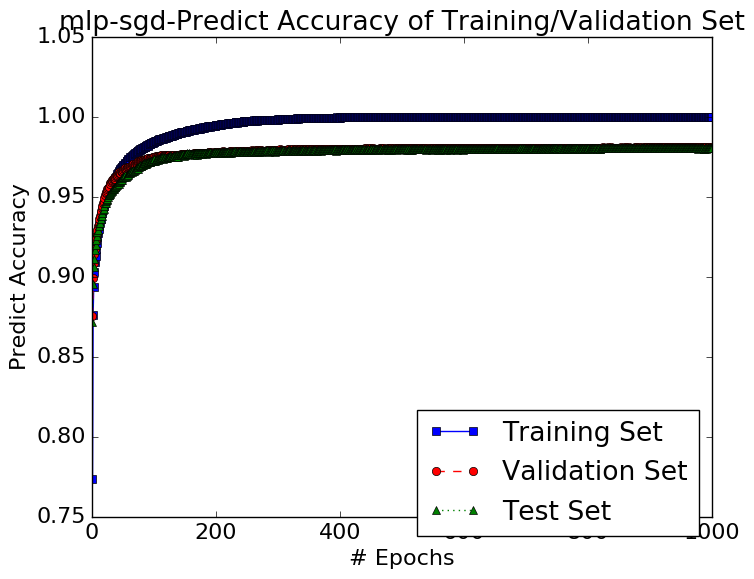 mlp-sgd-Predict Accuracy of Training/Validation Set
1.05
1.00
0.95
0.90
0.85
0.80
0.75
Predict Accuracy
Training Set
Validation Set
Test Set
0 200 400 1000
# Epochs